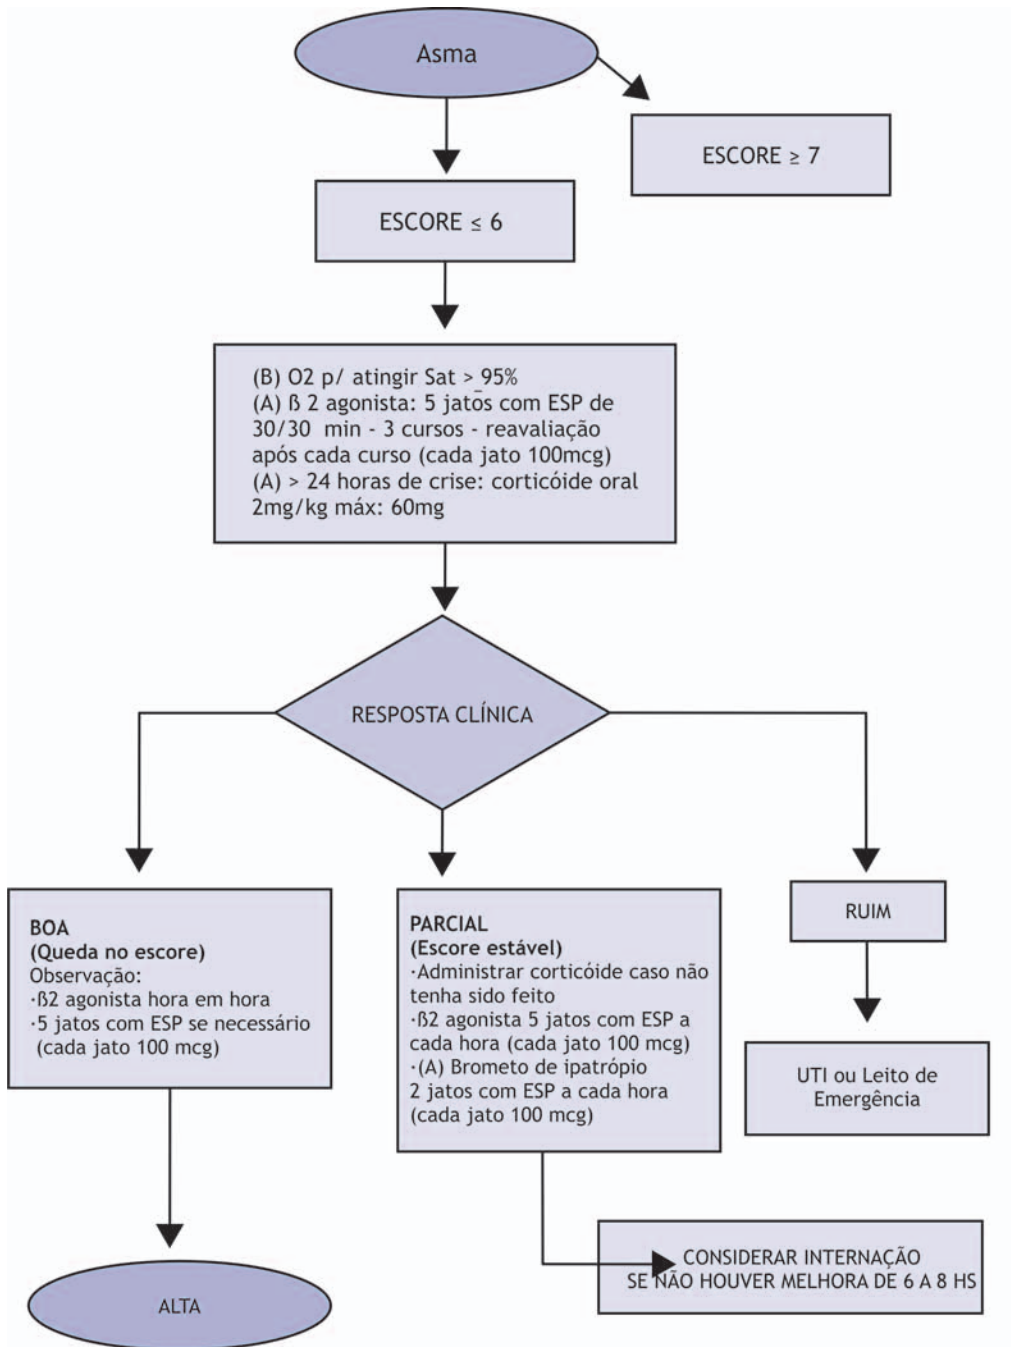 Asma
ESCORE ≥ 7
ESCORE ≤ 6
(B) O2 p/ atingir Sat > _95%
(A) ß 2 agonista: 5 jatos com ESP de
30/30 min - 3 cursos - reavaliação
após cada curso (cada jato 100mcg)
(A) > 24 horas de crise: corticóide oral
2mg/kg máx: 60mg
RESPOSTA CLÍNICA
BOA
(Queda no escore)
Observação:
·ß2 agonista hora em hora
·5 jatos com ESP se necessário
(cada jato 100 mcg)
PARCIAL
(Escore estável)
·Administrar corticóide caso não
tenha sido feito
·ß2 agonista 5 jatos com ESP a
cada hora (cada jato 100 mcg)
·(A) Brometo de ipatrópio
2 jatos com ESP a cada hora
(cada jato 100 mcg)
RUIM
UTI ou Leito de
Emergência
CONSIDERAR INTERNAÇÃO
SE NÃO HOUVER MELHORA DE 6 A 8 HS
ALTA